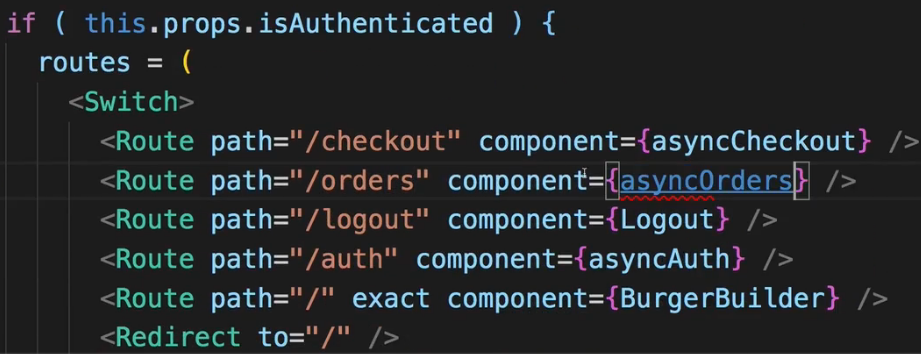 if ( this.props.isAuthenticated ) {
routes = (
<Switch>
<Route path="/checkout" component={asyncCheckout} />
<Route path="/orders" component={asyncOrders} />
<Route path="/logout" component={Logout} />
<Route path="/auth" component={asyncAuth} />
<Route path="/" exact component={BurgerBuilder} />
<Redirect to="/" />